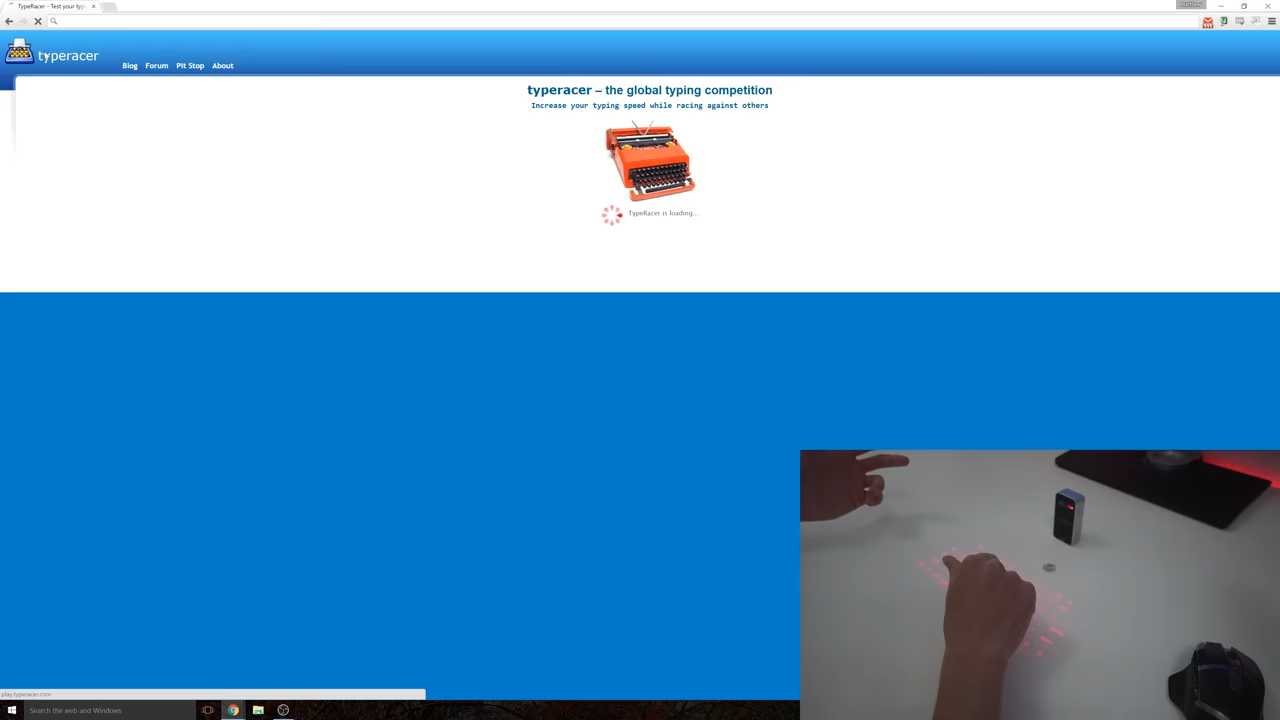 TypeRacer - Test your typ
typeracer
Blog Forum Pit Stop About
typeracer – the global typing competition
Increase your typing speed while racing against others
TypeRacer is loading...
play.typeracer.com
Search the web and Windows